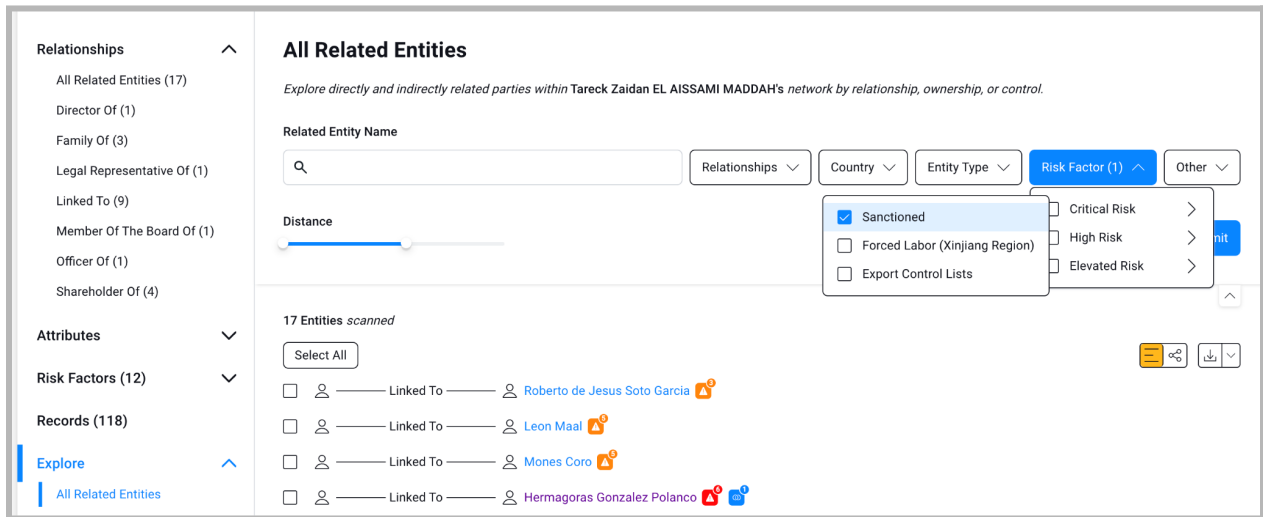 Relationships
All Related Entities (17)
Director Of (1)
Family Of (3)
Legal Representative Of (1)
Linked To (9)
Member Of The Board Of (1)
Officer Of (1)
Shareholder Of (4)
Attributes
Risk Factors (12)
Records (118)
Explore
All Related Entities
All Related Entities
Explore directly and indirectly related parties within Tareck Zaidan EL AISSAMI MADDAH's network by relationship, ownership, or control.
Related Entity Name
Relationships Country Entity Type Risk Factor (1) Other
Distance
Sanctioned
Forced Labor (Xinjiang Region)
Export Control Lists
Critical Risk
High Risk
Elevated Risk
17 Entities scanned
Select All
Linked To Roberto de Jesus Soto Garcia 3
Linked To Leon Maal 5
Linked To Mones Coro 5
Linked To Hermagoras Gonzalez Polanco 6 1